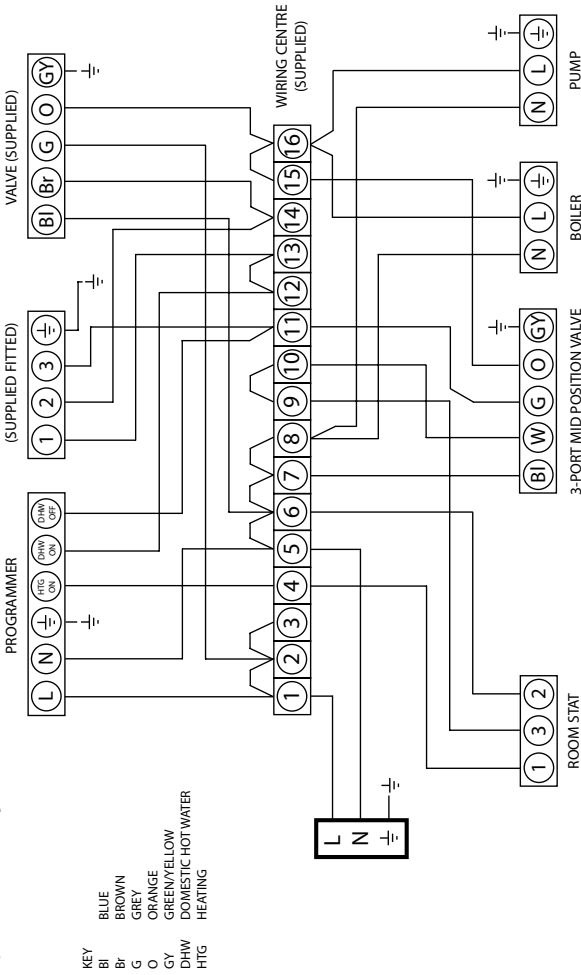 PROGRAMMER
(SUPPLIED FITTED)
VALVE (SUPPLIED)
L N HTG ON DHW ON DHW OFF
1 2 3
Bl Br G O GY
WIRING CENTRE
(SUPPLIED)
1 2 3 4 5 6 7 8 9 10 11 12 13 14 15 16
KEY
Bl BLUE
Br BROWN
G GREY
O ORANGE
GY GREEN/YELLOW
DHW DOMESTIC HOT WATER
HTG HEATING
L
N
1 3 2
ROOM STAT
Bl W G O GY
3-PORT MID POSITION VALVE
N L
BOILER
N L
PUMP